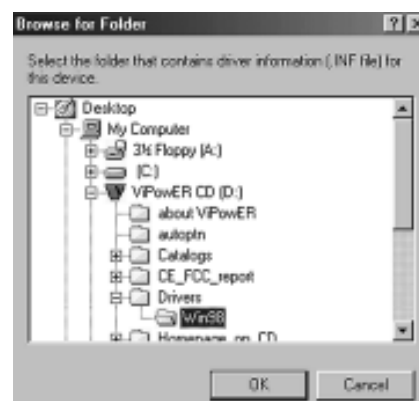 Browse for Folder
Select the folder that contains driver information (.INF file) for
this device.
Desktop
My Computer
3½ Floppy (A:)
(C:)
ViPowER CD (D:)
about ViPowER
autoptn
Catalogs
CE_FCC_report
Drivers
Win98
Homepage_on_CD
OK
Cancel